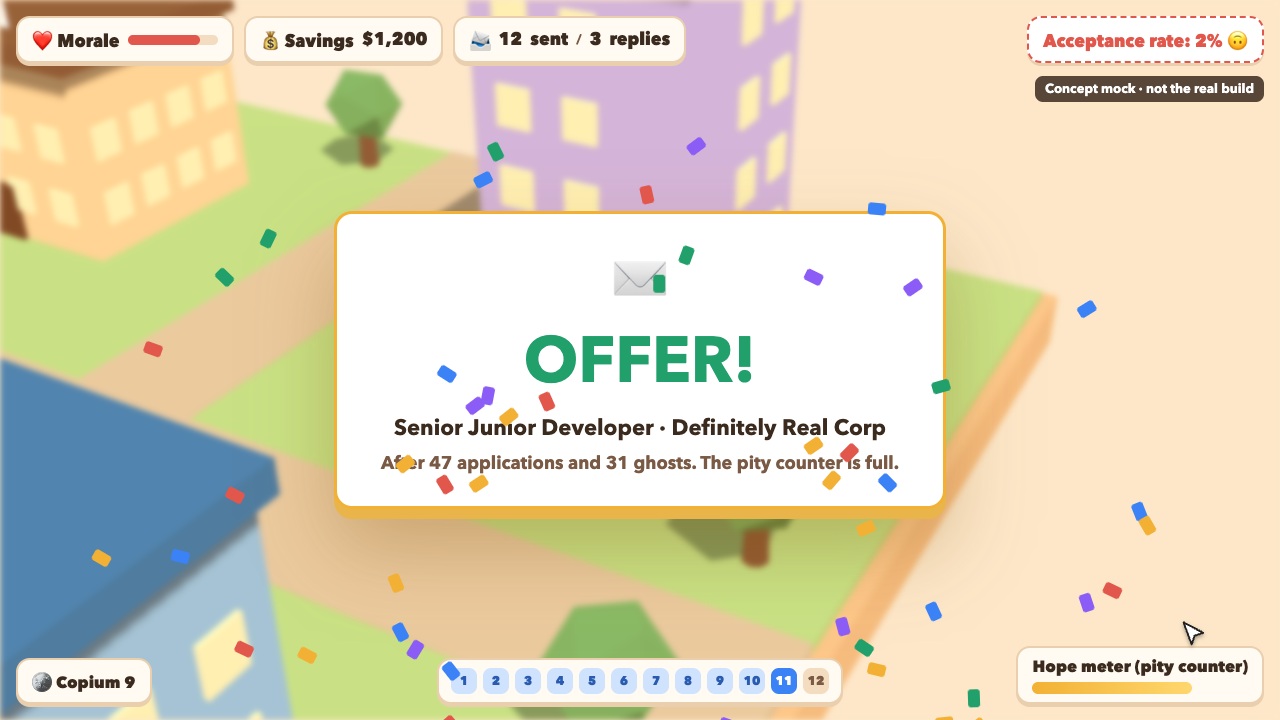 Morale
Savings $1,200
12 sent / 3 replies
Acceptance rate: 2%
Concept mock · not the real build
OFFER!
Senior Junior Developer · Definitely Real Corp
After 47 applications and 31 ghosts. The pity counter is full.
Copium 9
1 2 3 4 5 6 7 8 9 10 11 12
Hope meter (pity counter)